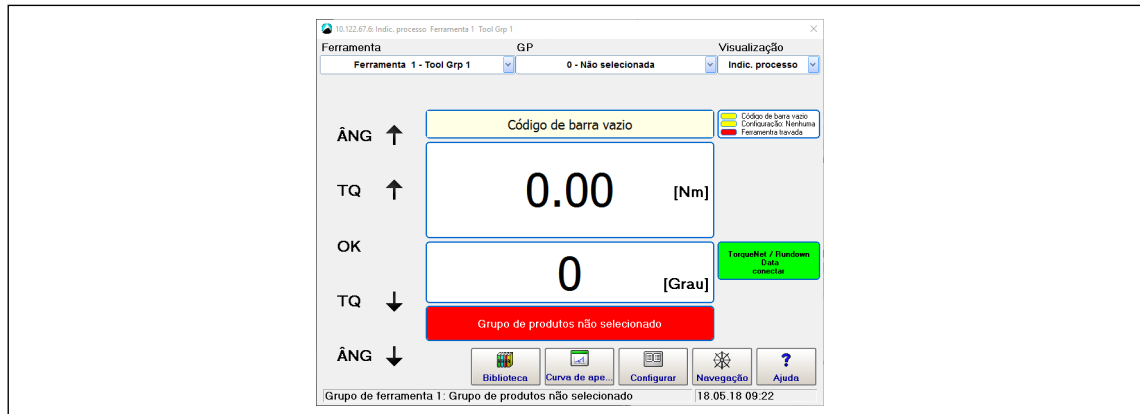 10.122.67.6: Indic. processo Ferramenta 1 Tool Grp 1
Ferramenta GP Visualização
Ferramenta 1 - Tool Grp 1 0 - Não selecionada Indic. processo
Código de barra vazio
Código de barra vazio
Configuração: Nenhuma
Ferramentra travada
ÂNG
TQ
0.00 [Nm]
OK
0 [Grau]
TorqueNet / Rundown
Data
conectar
TQ
Grupo de produtos não selecionado
ÂNG
Biblioteca Curva de ape... Configurar Navegação Ajuda
Grupo de ferramenta 1: Grupo de produtos não selecionado 18.05.18 09:22